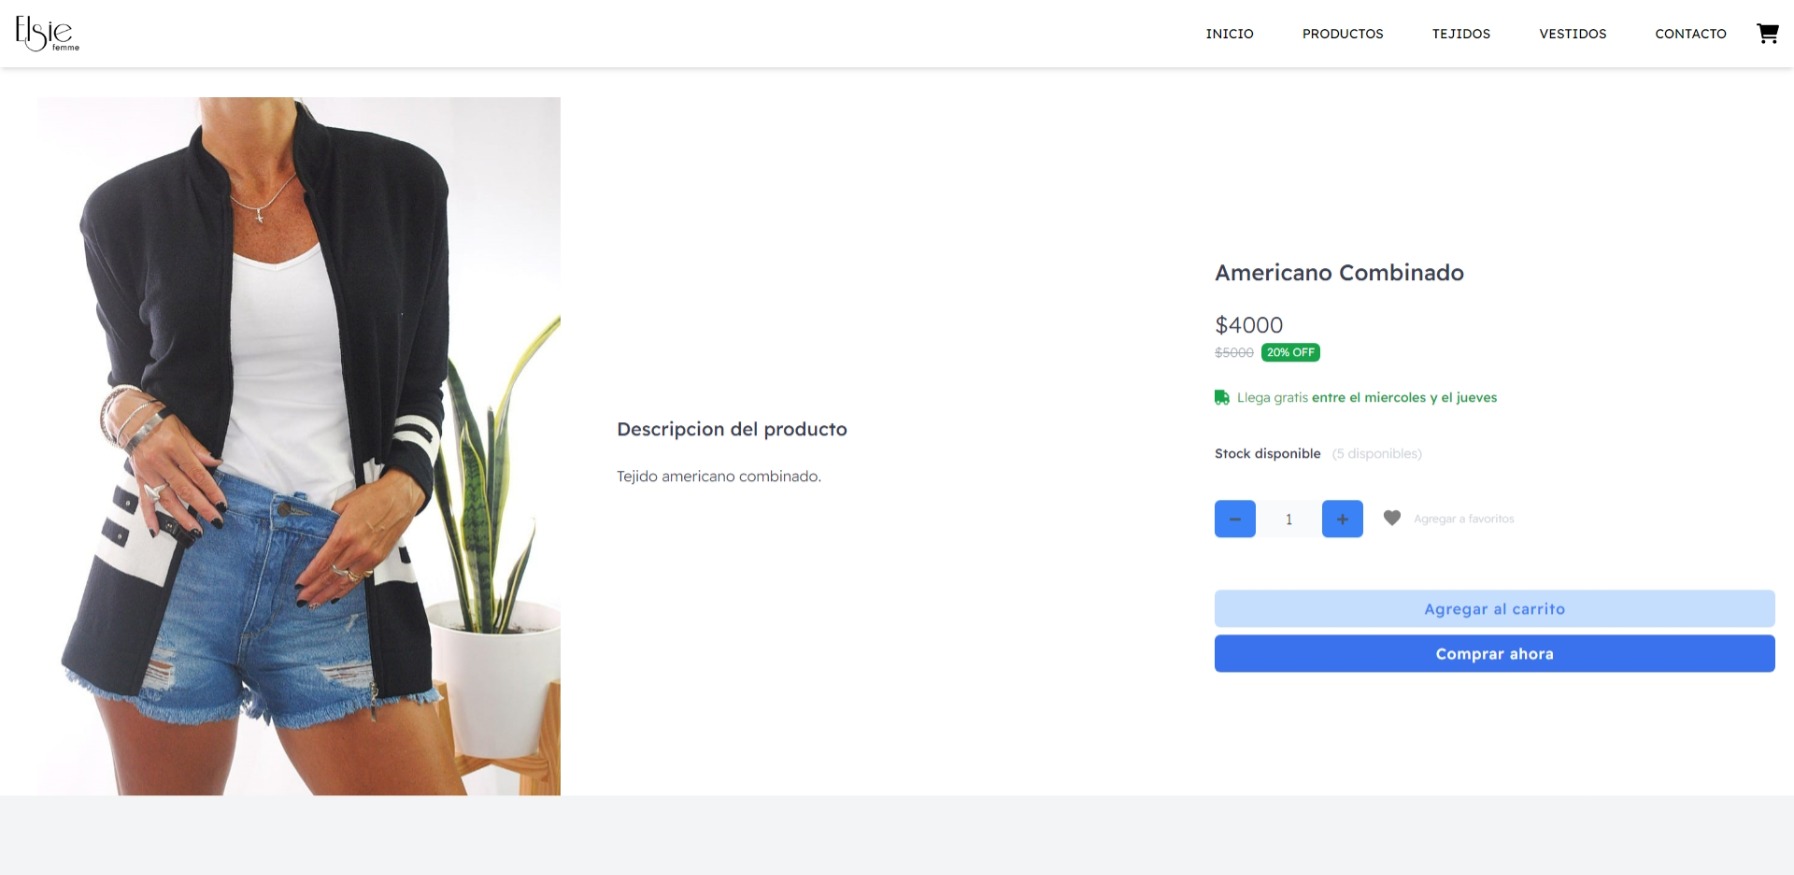 Elsie
femme
INICIO PRODUCTOS TEJIDOS VESTIDOS CONTACTO
Descripcion del producto
Tejido americano combinado.
Americano Combinado
$4000
$5000 20% OFF
Llega gratis entre el miercoles y el jueves
Stock disponible (5 disponibles)
− 1 + Agregar a favoritos
Agregar al carrito
Comprar ahora